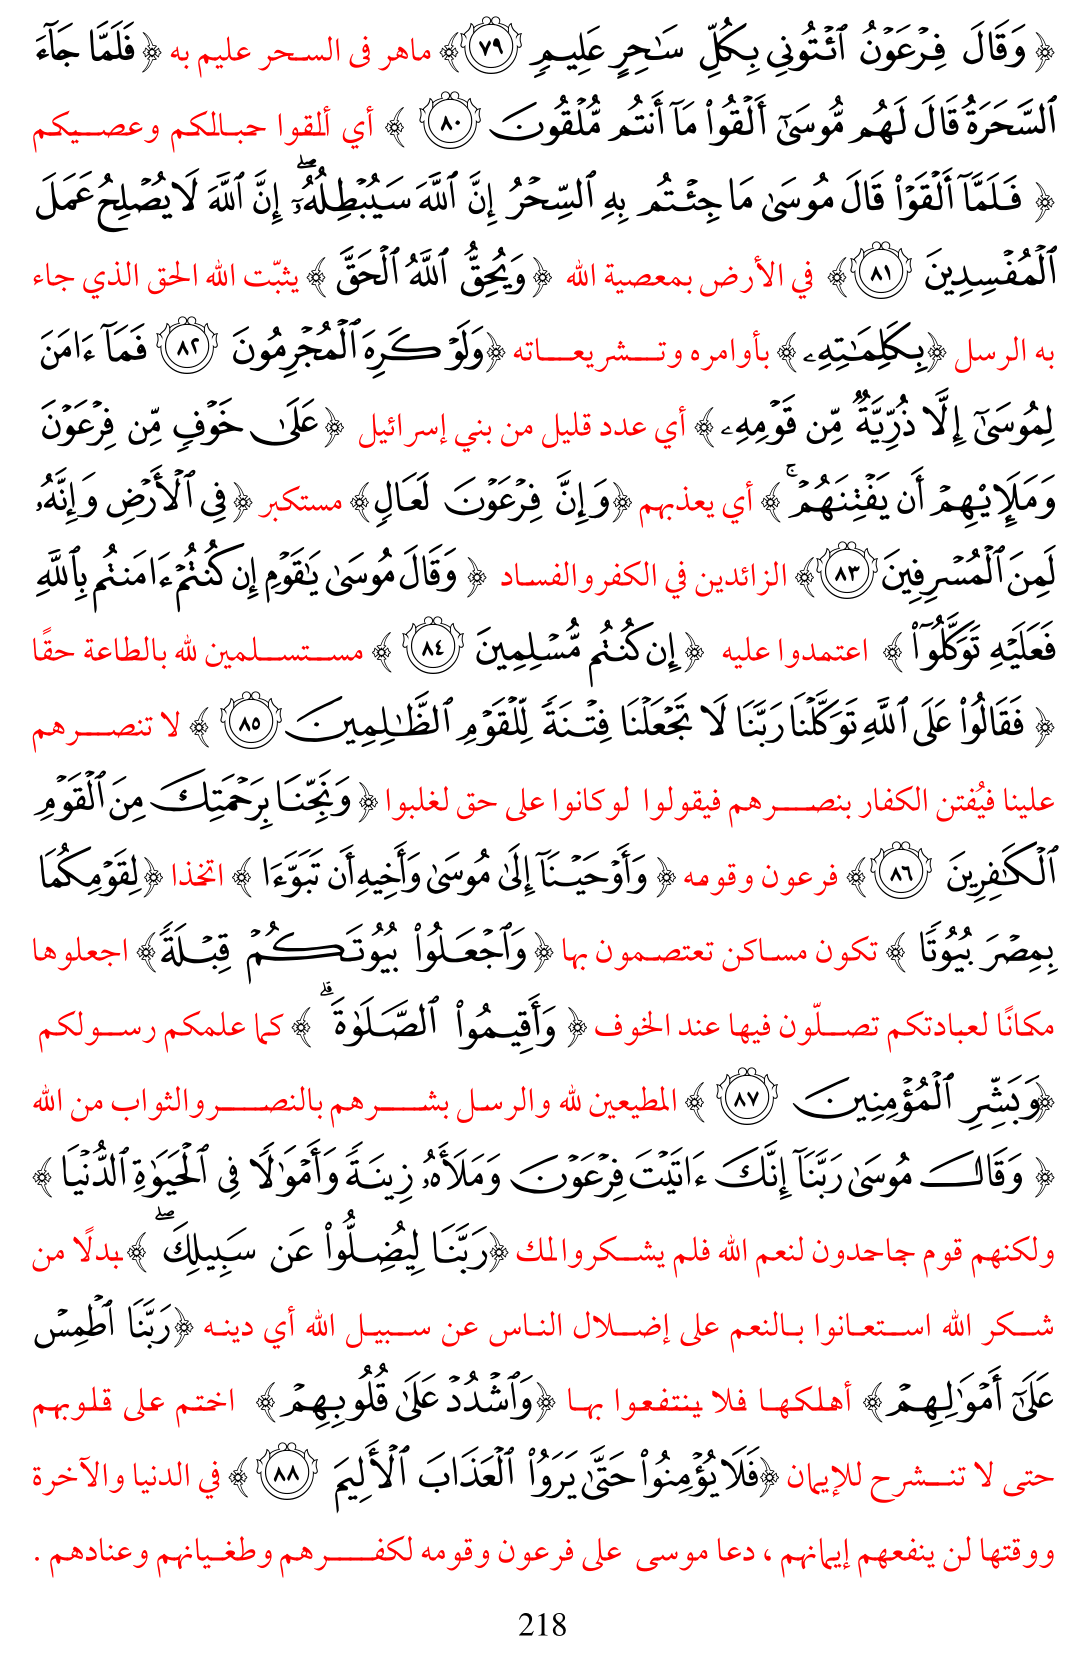 ﴿ وَقَالَ فِرۡعَوۡنُ ٱئۡتُونِي بِكُلِّ سَٰحِرٍ عَلِيمٖ ٧٩ ﴾ ماهر فى السحر عليم به ﴿ فَلَمَّا جَآءَ
ٱلسَّحَرَةُ قَالَ لَهُم مُّوسَىٰٓ أَلۡقُواْ مَآ أَنتُم مُّلۡقُونَ ٨٠ ﴾ أي ألقوا حبالكم وعصيكم
﴿ فَلَمَّآ أَلۡقَوۡاْ قَالَ مُوسَىٰ مَا جِئۡتُم بِهِ ٱلسِّحۡرُۖ إِنَّ ٱللَّهَ سَيُبۡطِلُهُۥٓۖ إِنَّ ٱللَّهَ لَا يُصۡلِحُ عَمَلَ
ٱلۡمُفۡسِدِينَ ٨١ ﴾ في الأرض بمعصية الله ﴿ وَيُحِقُّ ٱللَّهُ ٱلۡحَقَّ ﴾ يثبّت الله الحق الذي جاء
به الرسل ﴿بِكَلِمَٰتِهِۦ ﴾ بأوامره وتشريعاته ﴿وَلَوۡ كَرِهَ ٱلۡمُجۡرِمُونَ ٨٢ فَمَآ ءَامَنَ
لِمُوسَىٰٓ إِلَّا ذُرِّيَّةٞ مِّن قَوۡمِهِۦ ﴾ أي عدد قليل من بني إسرائيل ﴿ عَلَىٰ خَوۡفٖ مِّن فِرۡعَوۡنَ
وَمَلَإِيْهِمۡ أَن يَفۡتِنَهُمۡۚ ﴾ أي يعذبهم ﴿وَإِنَّ فِرۡعَوۡنَ لَعَالٖ﴾ مستكبر ﴿فِي ٱلۡأَرۡضِ وَإِنَّهُۥ
لَمِنَ ٱلۡمُسۡرِفِينَ ٨٣ ﴾ الزائدين في الكفر والفساد ﴿ وَقَالَ مُوسَىٰ يَٰقَوۡمِ إِن كُنتُمۡ ءَامَنتُم بِٱللَّهِ
فَعَلَيۡهِ تَوَكَّلُوٓاْ ﴾ اعتمدوا عليه ﴿ إِن كُنتُم مُّسۡلِمِينَ ٨٤ ﴾ مستسلمين لله بالطاعة حقًا
﴿ فَقَالُواْ عَلَى ٱللَّهِ تَوَكَّلۡنَا رَبَّنَا لَا تَجۡعَلۡنَا فِتۡنَةٗ لِّلۡقَوۡمِ ٱلظَّٰلِمِينَ ٨٥ ﴾ لا تنصرهم
علينا فيُفتن الكفار بنصرهم فيقولوا لو كانوا على حق لغلبوا ﴿ وَنَجِّنَا بِرَحۡمَتِكَ مِنَ ٱلۡقَوۡمِ
ٱلۡكَٰفِرِينَ ٨٦ ﴾ فرعون وقومه ﴿ وَأَوۡحَيۡنَآ إِلَىٰ مُوسَىٰ وَأَخِيهِ أَن تَبَوَّءَا ﴾ اتخذا ﴿لِقَوۡمِكُمَا
بِمِصۡرَ بُيُوتٗا ﴾ تكون مساكن تعتصمون بها ﴿ وَٱجۡعَلُواْ بُيُوتَكُمۡ قِبۡلَةٗ﴾ اجعلوها
مكانًا لعبادتكم تصلّون فيها عند الخوف ﴿ وَأَقِيمُواْ ٱلصَّلَوٰةَۗ ﴾ كما علمكم رسولكم
﴿وَبَشِّرِ ٱلۡمُؤۡمِنِينَ ٨٧ ﴾ المطيعين لله والرسل بشرهم بالنصر والثواب من الله
﴿ وَقَالَ مُوسَىٰ رَبَّنَآ إِنَّكَ ءَاتَيۡتَ فِرۡعَوۡنَ وَمَلَأَهُۥ زِينَةٗ وَأَمۡوَٰلٗا فِي ٱلۡحَيَوٰةِ ٱلدُّنۡيَا ﴾
ولكنهم قوم جاحدون لنعم الله فلم يشكروا لك ﴿رَبَّنَا لِيُضِلُّواْ عَن سَبِيلِكَۖ ﴾ بدلًا من
شكر الله استعانوا بالنعم على إضلال الناس عن سبيل الله أي دينه ﴿رَبَّنَا ٱطۡمِسۡ
عَلَىٰٓ أَمۡوَٰلِهِمۡ ﴾ أهلكها فلا ينتفعوا بها ﴿وَٱشۡدُدۡ عَلَىٰ قُلُوبِهِمۡ ﴾ اختم على قلوبهم
حتى لا تنشرح للإيمان ﴿فَلَا يُؤۡمِنُواْ حَتَّىٰ يَرَوُاْ ٱلۡعَذَابَ ٱلۡأَلِيمَ ٨٨ ﴾ في الدنيا والآخرة
ووقتها لن ينفعهم إيمانهم ، دعا موسى على فرعون وقومه لكفرهم وطغيانهم وعنادهم .
218